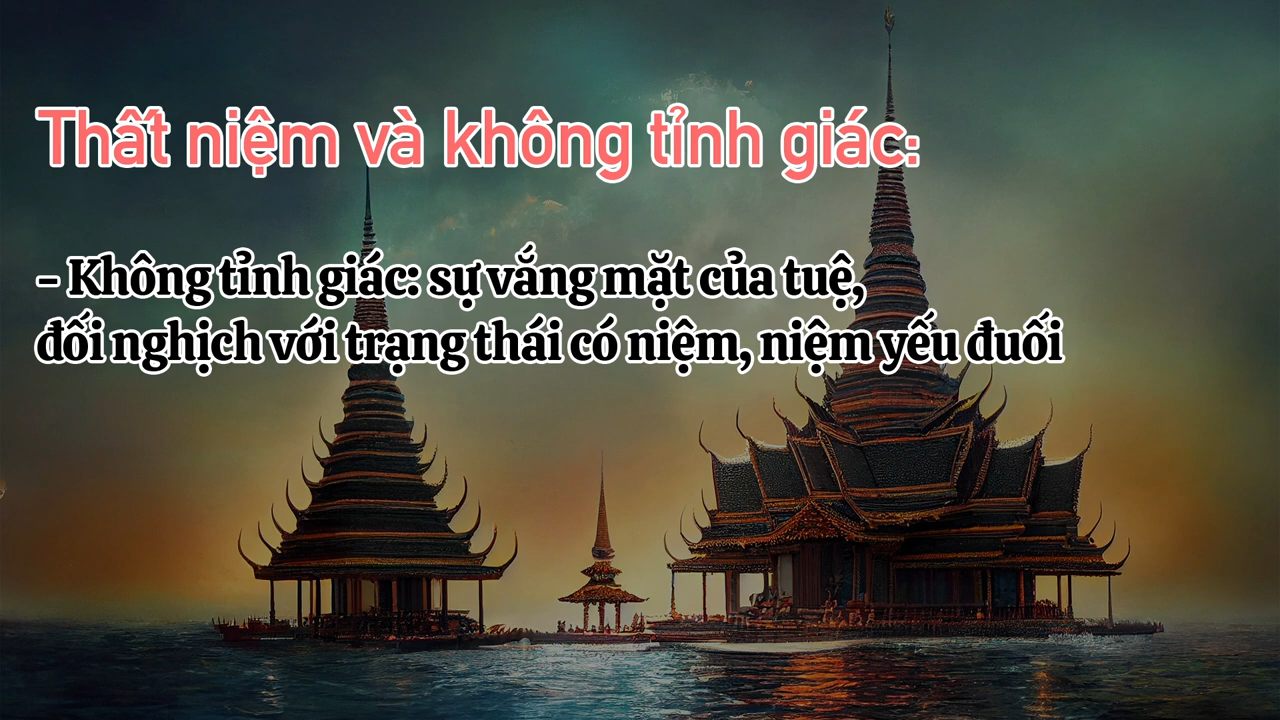 Thất niệm và không tỉnh giác:
- Không tỉnh giác: sự vắng mặt của tuệ,
đối nghịch với trạng thái có niệm, niệm yếu đuối